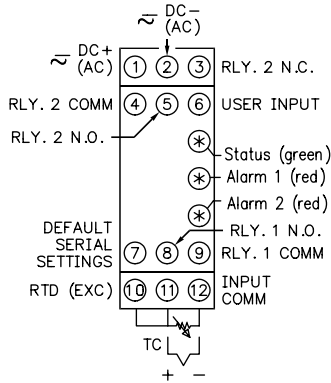 DC−
(AC)
DC+
(AC)
1 2 3
RLY. 2 N.C.
RLY. 2 COMM
4 5 6
USER INPUT
RLY. 2 N.O.
Status (green)
Alarm 1 (red)
Alarm 2 (red)
DEFAULT
SERIAL
SETTINGS
RLY. 1 N.O.
7 8 9
RLY. 1 COMM
RTD (EXC)
10 11 12
INPUT
COMM
TC
+ −